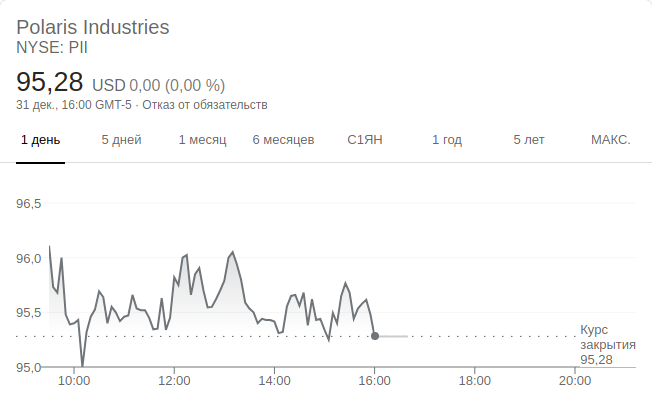 Polaris Industries
NYSE: PII
95,28 USD 0,00 (0,00 %)
31 дек., 16:00 GMT-5 · Отказ от обязательств
1 день 5 дней 1 месяц 6 месяцев С1ЯН 1 год 5 лет МАКС.
96,5
96,0
95,5
Курс
закрытия
95,28
95,0
10:00 12:00 14:00 16:00 18:00 20:00